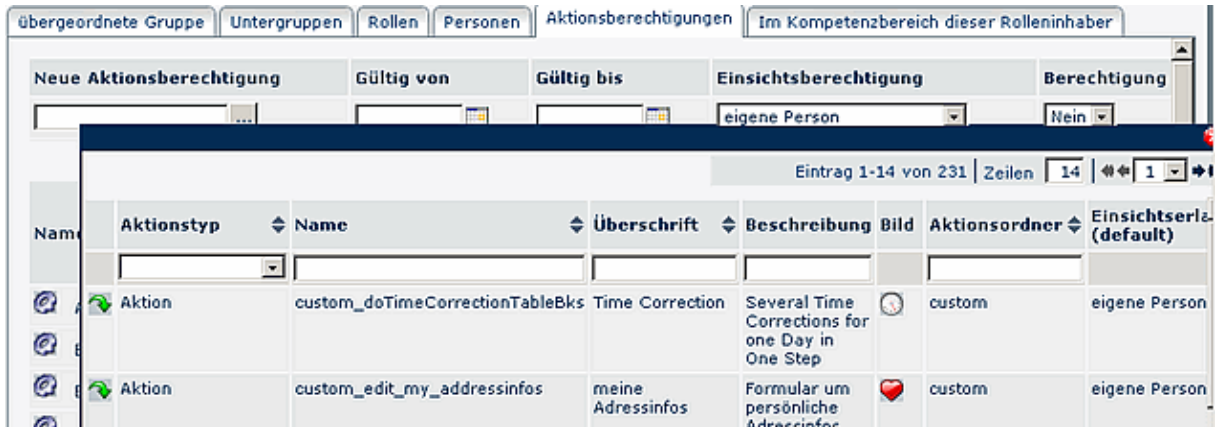 übergeordnete Gruppe Untergruppen Rollen Personen Aktionsberechtigungen Im Kompetenzbereich dieser Rolleninhaber
Neue Aktionsberechtigung Gültig von Gültig bis Einsichtsberechtigung Berechtigung
... eigene Person Nein
Eintrag 1-14 von 231 Zeilen 14 1
Aktionstyp Name Überschrift Beschreibung Bild Aktionsordner Einsichtserla
(default)
Aktion custom_doTimeCorrectionTableBks Time Correction Several Time custom eigene Person
Corrections for
one Day in
One Step
Aktion custom_edit_my_addressinfos meine Formular um custom eigene Person
Adressinfos persönliche
Adressinfos